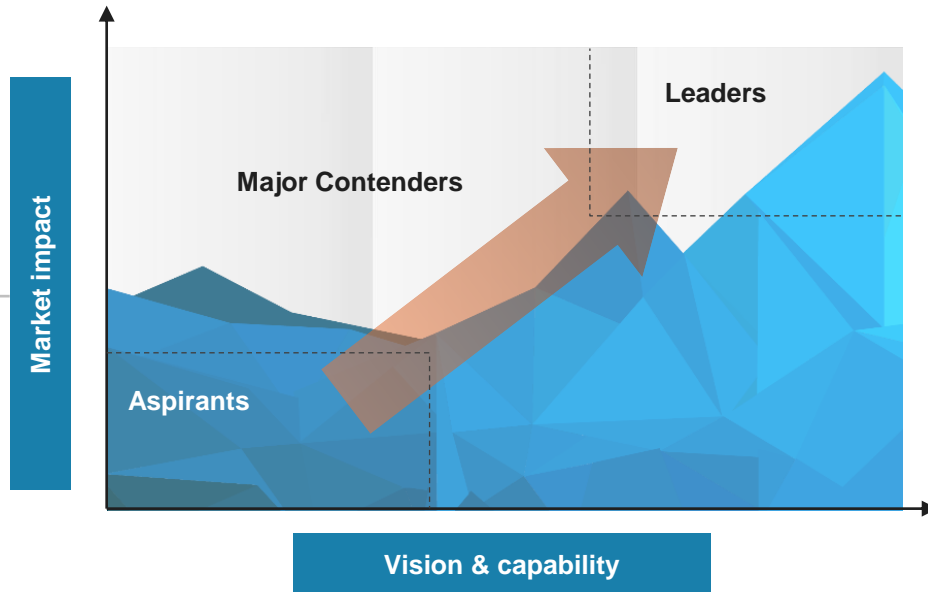 Leaders
Major Contenders
Market impact
Aspirants
Vision & capability